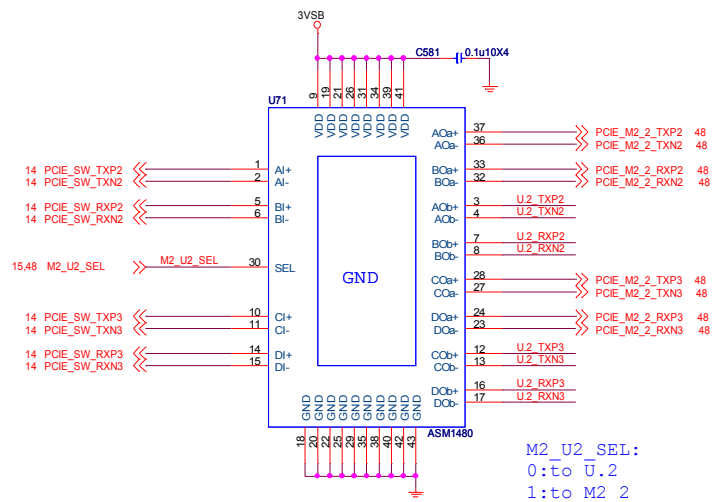 3VSB
C581 0.1u10X4
U71
9 19 21 26 31 34 39 41
VDD VDD VDD VDD VDD VDD VDD VDD
AOa+ 37 PCIE_M2_2_TXP2 48
AOa- 36 PCIE_M2_2_TXN2 48
14 PCIE_SW_TXP2 1 AI+ BOa+ 33 PCIE_M2_2_RXP2 48
14 PCIE_SW_TXN2 2 AI- BOa- 32 PCIE_M2_2_RXN2 48
14 PCIE_SW_RXP2 5 BI+ AOb+ 3 U.2_TXP2
14 PCIE_SW_RXN2 6 BI- AOb- 4 U.2_TXN2
BOb+ 7 U.2_RXP2
BOb- 8 U.2_RXN2
15,48 M2_U2_SEL M2_U2_SEL 30 SEL
GND
COa+ 28 PCIE_M2_2_TXP3 48
COa- 27 PCIE_M2_2_TXN3 48
14 PCIE_SW_TXP3 10 CI+ DOa+ 24 PCIE_M2_2_RXP3 48
14 PCIE_SW_TXN3 11 CI- DOa- 23 PCIE_M2_2_RXN3 48
14 PCIE_SW_RXP3 14 DI+ COb+ 12 U.2_TXP3
14 PCIE_SW_RXN3 15 DI- COb- 13 U.2_TXN3
DOb+ 16 U.2_RXP3
DOb- 17 U.2_RXN3
GND GND GND GND GND GND GND GND GND GND
18 20 22 25 29 35 38 40 42 43
ASM1480
M2_U2_SEL:
0:to U.2
1:to M2_2